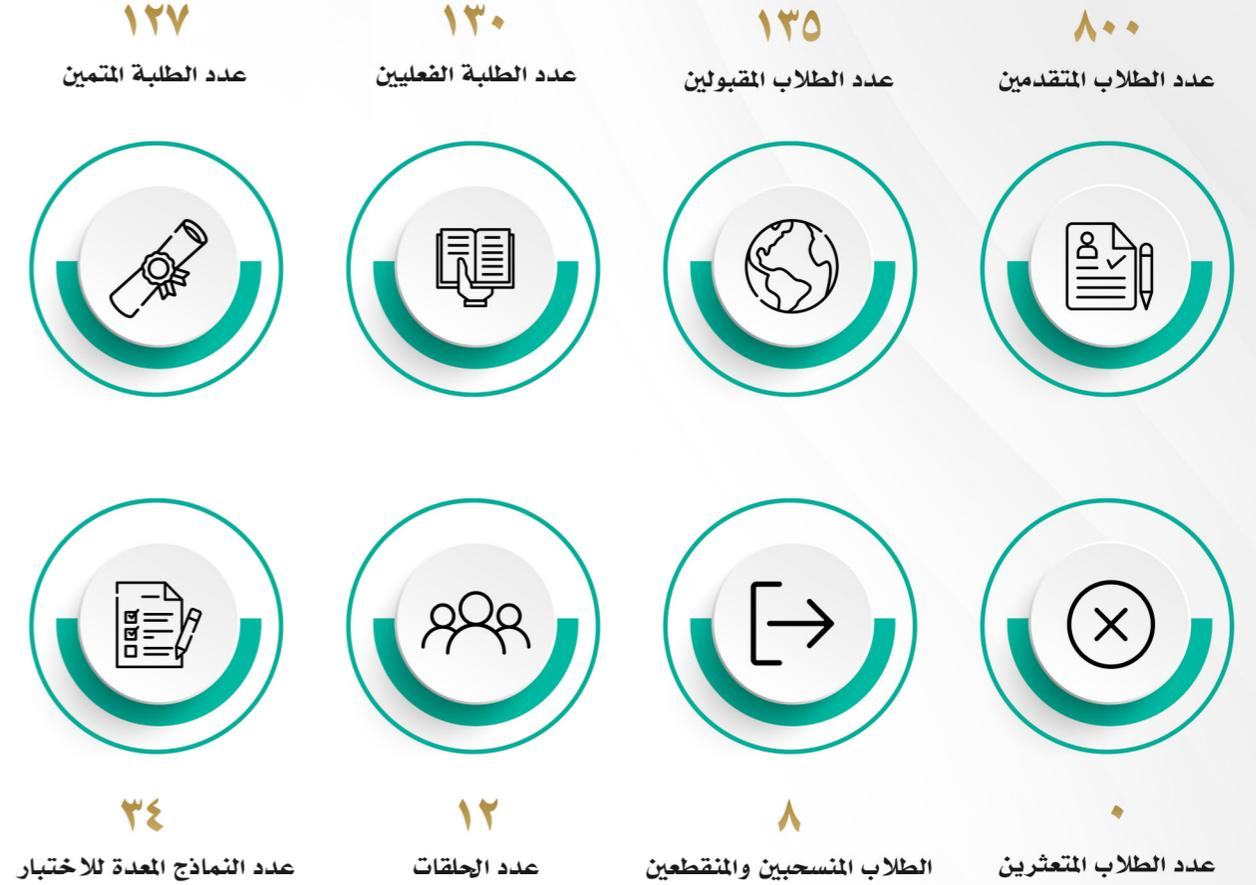 ٨٠٠
عدد الطلاب المتقدمين
١٣٥
عدد الطلاب المقبولين
١٣٠
عدد الطلبة الفعليين
١٢٧
عدد الطلبة المتمين
٠
عدد الطلاب المتعثرين
٨
الطلاب المنسحبين والمنقطعين
١٢
عدد الحلقات
٣٤
عدد النماذج المعدة للاختبار